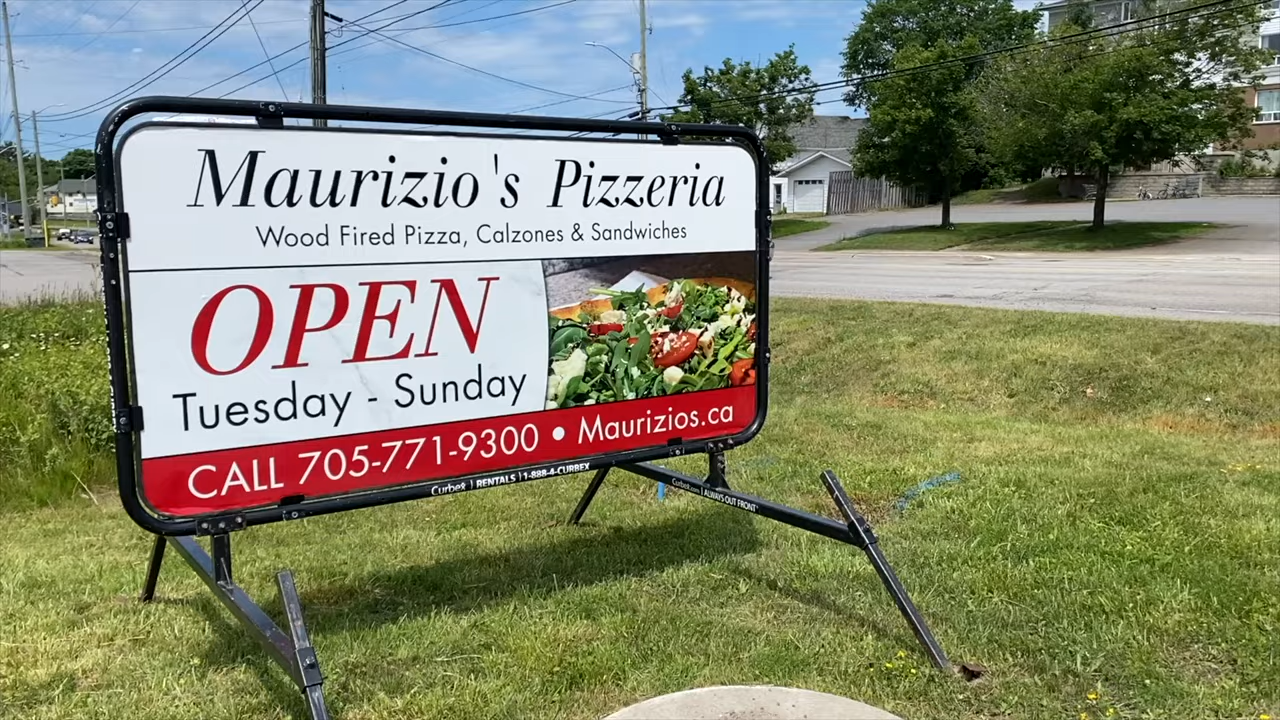 Maurizio's Pizzeria
Wood Fired Pizza, Calzones & Sandwiches
OPEN
Tuesday - Sunday
CALL 705-771-9300 • Maurizios.ca
Curbex | RENTALS | 1-888-4-CURBEX
Curbex.com | ALWAYS OUT FRONT